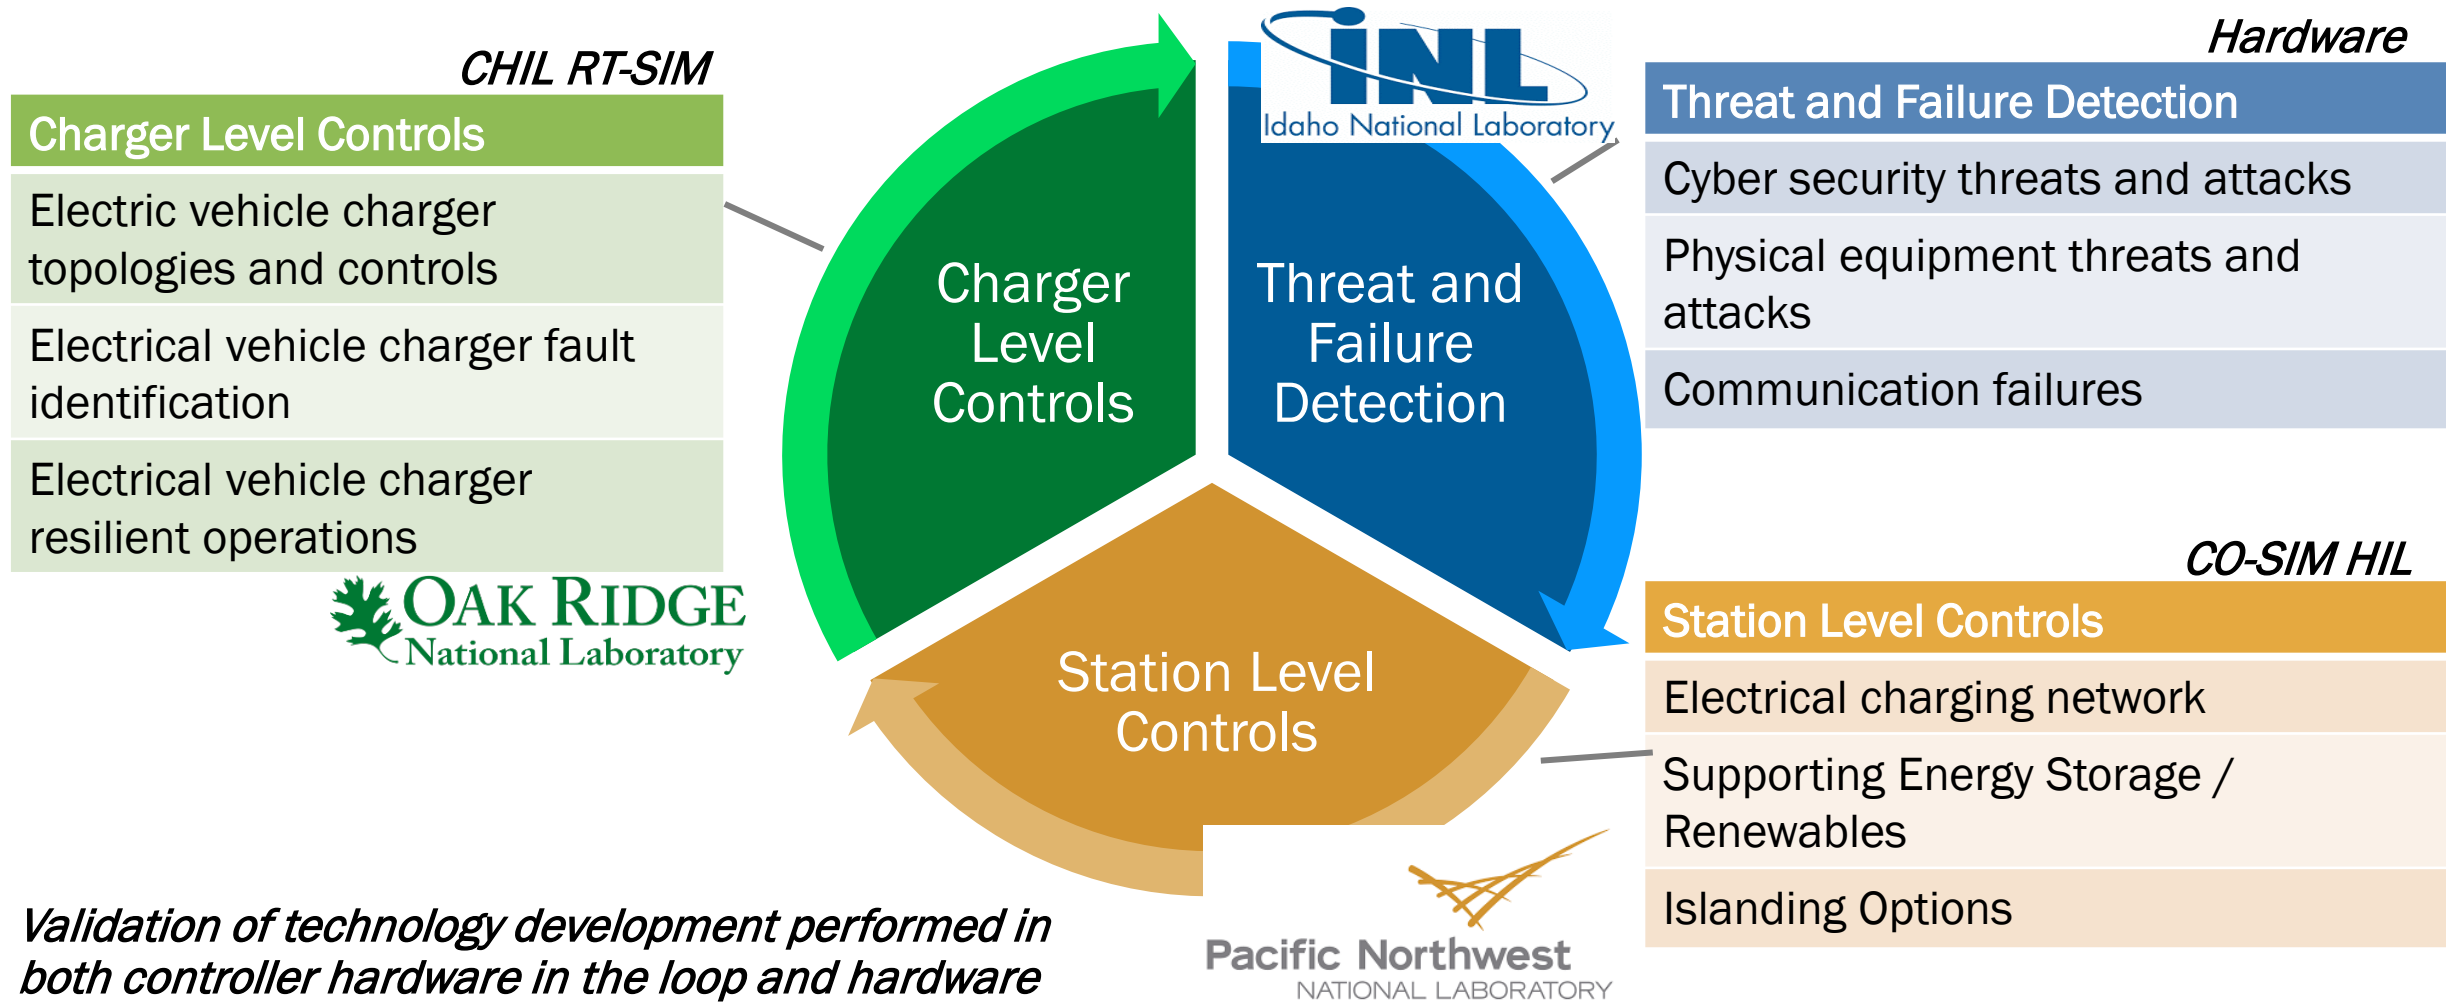 CHIL RT-SIM
Charger Level Controls
Electric vehicle charger
topologies and controls
Electrical vehicle charger fault
identification
Electrical vehicle charger
resilient operations
OAK RIDGE
National Laboratory
Charger
Level
Controls
INL
Idaho National Laboratory
Threat and
Failure
Detection
Station Level
Controls
Hardware
Threat and Failure Detection
Cyber security threats and attacks
Physical equipment threats and
attacks
Communication failures
CO-SIM HIL
Station Level Controls
Electrical charging network
Supporting Energy Storage /
Renewables
Islanding Options
Pacific Northwest
NATIONAL LABORATORY
Validation of technology development performed in
both controller hardware in the loop and hardware